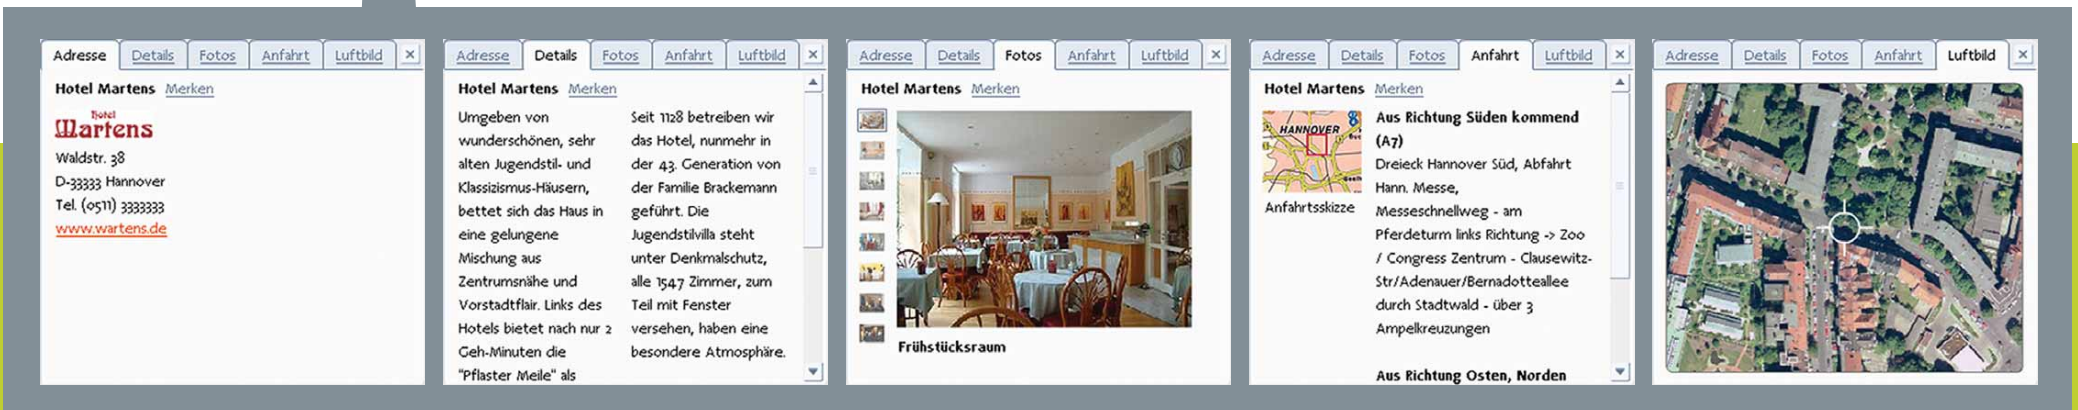 Adresse Details Fotos Anfahrt Luftbild ×
Hotel Martens Merken
hotel
Martens
Waldstr. 38
D-33333 Hannover
Tel. (0511) 3333333
www.wartens.de
Adresse Details Fotos Anfahrt Luftbild ×
Hotel Martens Merken
Umgeben von
wunderschönen, sehr
alten Jugendstil- und
Klassizismus-Häusern,
bettet sich das Haus in
eine gelungene
Mischung aus
Zentrumsnähe und
Vorstadtflair. Links des
Hotels bietet nach nur 2
Geh-Minuten die
"Pflaster Meile" als
Seit 1128 betreiben wir
das Hotel, nunmehr in
der 43. Generation von
der Familie Brackemann
geführt. Die
Jugendstilvilla steht
unter Denkmalschutz,
alle 1547 Zimmer, zum
Teil mit Fenster
versehen, haben eine
besondere Atmosphäre.
Adresse Details Fotos Anfahrt Luftbild ×
Hotel Martens Merken
Frühstücksraum
Adresse Details Fotos Anfahrt Luftbild ×
Hotel Martens Merken
HANNOVER
Anfahrtsskizze
Aus Richtung Süden kommend
(A7)
Dreieck Hannover Süd, Abfahrt
Hann. Messe,
Messeschnellweg - am
Pferdeturm links Richtung -> Zoo
/ Congress Zentrum - Clausewitz-
Str/Adenauer/Bernadotteallee
durch Stadtwald - über 3
Ampelkreuzungen
Aus Richtung Osten, Norden
Adresse Details Fotos Anfahrt Luftbild ×